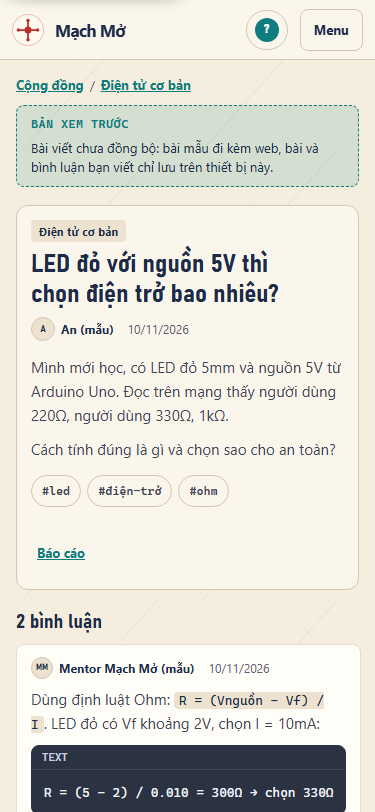 Mạch Mở
?
Menu
Cộng đồng / Điện tử cơ bản
BẢN XEM TRƯỚC
Bài viết chưa đồng bộ: bài mẫu đi kèm web, bài và
bình luận bạn viết chỉ lưu trên thiết bị này.
Điện tử cơ bản
LED đỏ với nguồn 5V thì
chọn điện trở bao nhiêu?
A An (mẫu) 10/11/2026
Mình mới học, có LED đỏ 5mm và nguồn 5V từ
Arduino Uno. Đọc trên mạng thấy người dùng
220Ω, người dùng 330Ω, 1kΩ.
Cách tính đúng là gì và chọn sao cho an toàn?
#led #điện-trở #ohm
Báo cáo
2 bình luận
MM Mentor Mạch Mở (mẫu) 10/11/2026
Dùng định luật Ohm: R = (Vnguồn - Vf) /
I. LED đỏ có Vf khoảng 2V, chọn I = 10mA:
TEXT
R = (5 - 2) / 0.010 = 300Ω → chọn 330Ω